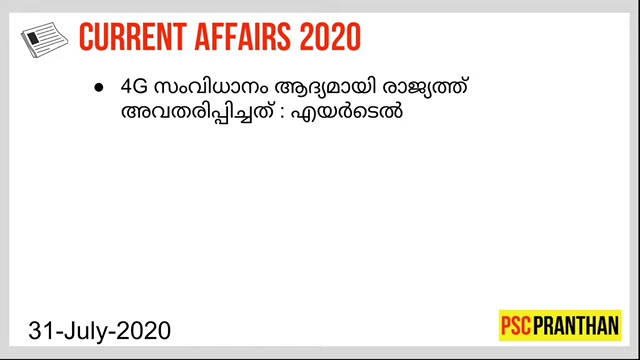 CURRENT AFFAIRS 2020
● 4G സംവിധാനം ആദ്യമായി രാജ്യത്ത്
അവതരിപ്പിച്ചത് : എയർടെൽ
31-July-2020
PSC PRANTHAN